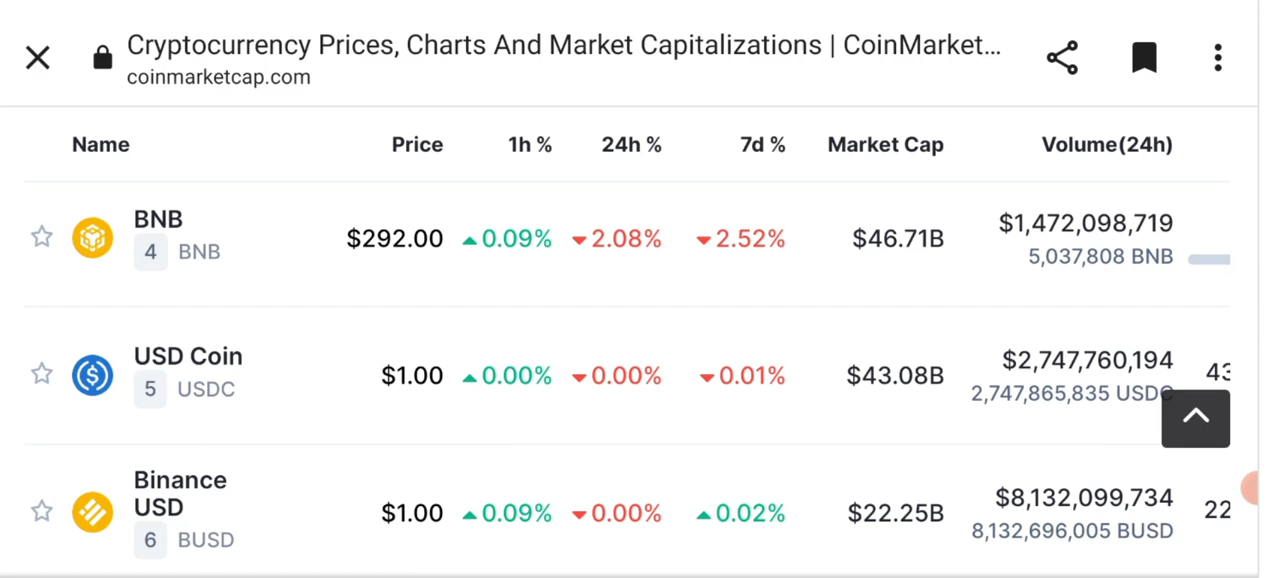 Cryptocurrency Prices, Charts And Market Capitalizations | CoinMarket...
coinmarketcap.com
Name Price 1h % 24h % 7d % Market Cap Volume(24h)
BNB
4 BNB $292.00 0.09% 2.08% 2.52% $46.71B $1,472,098,719
5,037,808 BNB
USD Coin
5 USDC $1.00 0.00% 0.00% 0.01% $43.08B $2,747,760,194 43
2,747,865,835 USDC
Binance
USD
6 BUSD $1.00 0.09% 0.00% 0.02% $22.25B $8,132,099,734 22
8,132,696,005 BUSD